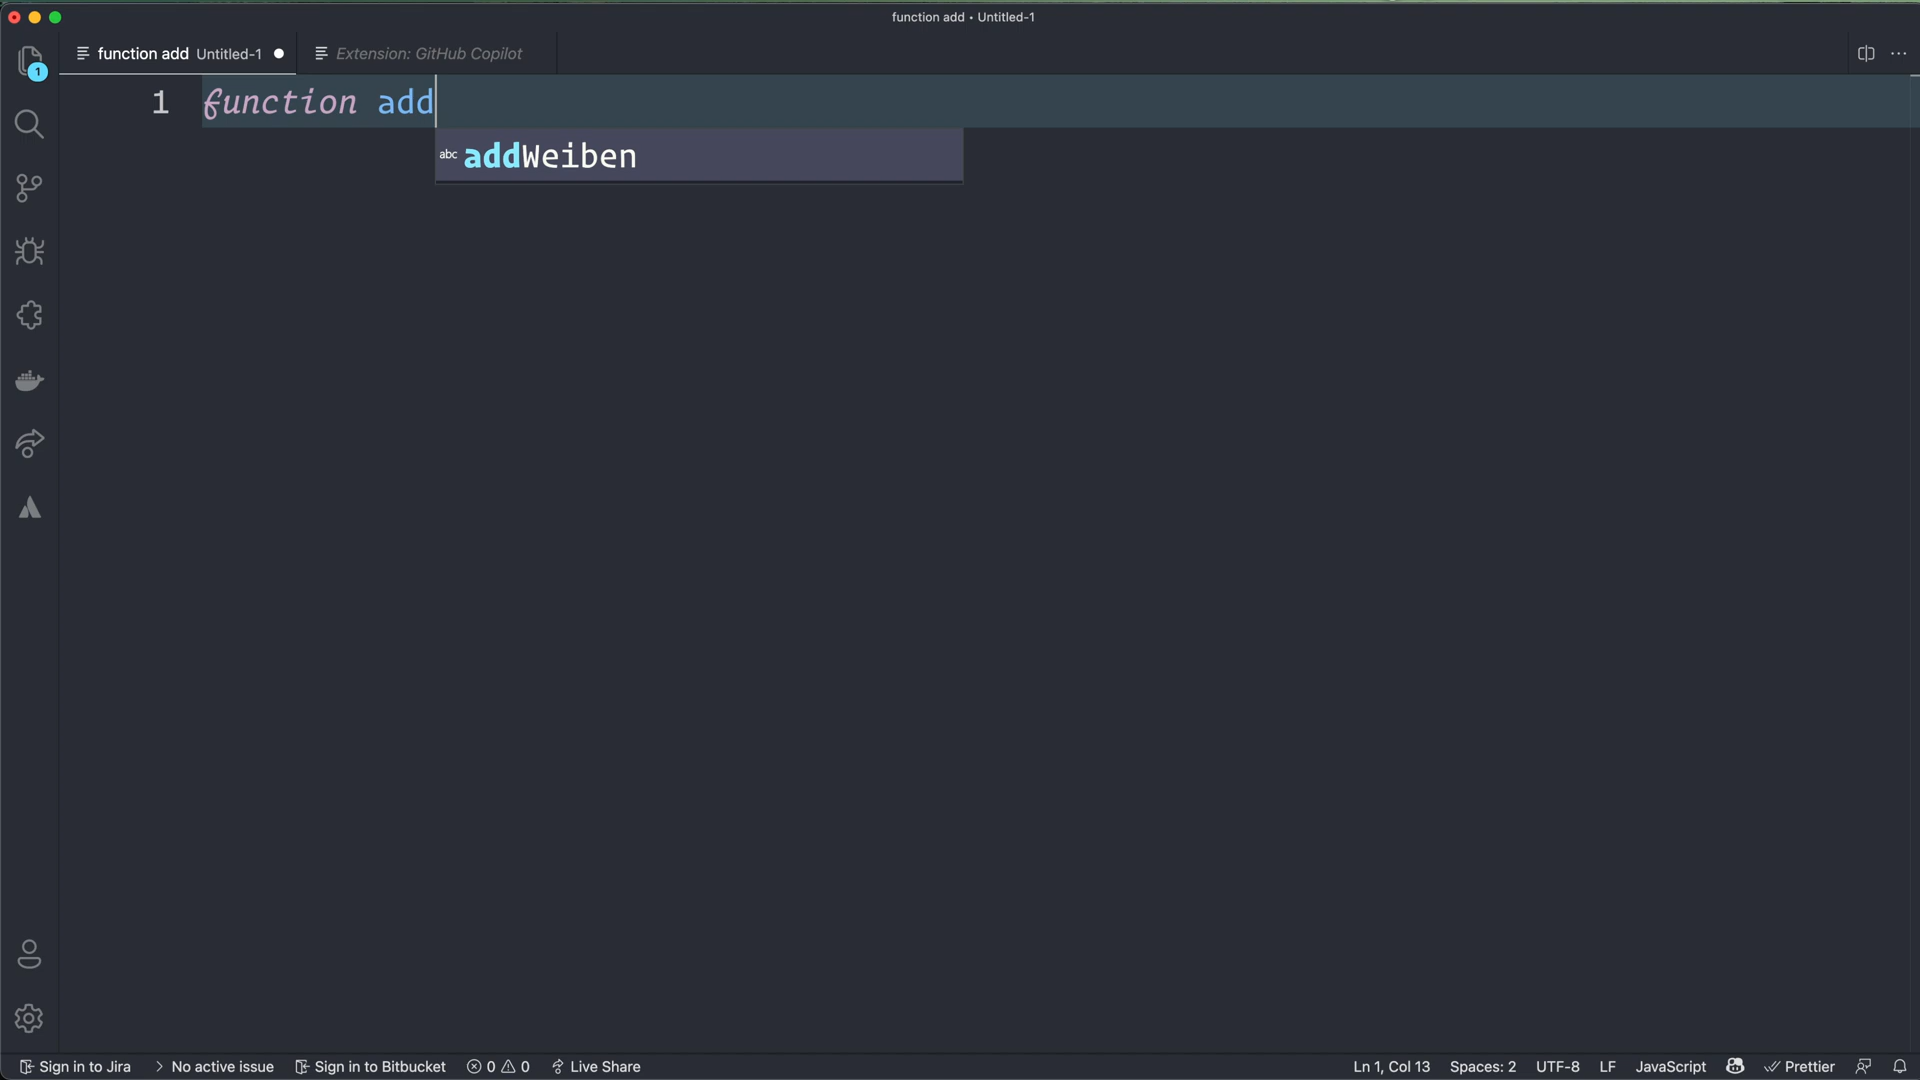 function add • Untitled-1
function add Untitled-1
Extension: GitHub Copilot
1
1 function add
abc addWeiben
Sign in to Jira
No active issue
Sign in to Bitbucket
0 0
Live Share
Ln 1, Col 13
Spaces: 2
UTF-8
LF
JavaScript
Prettier